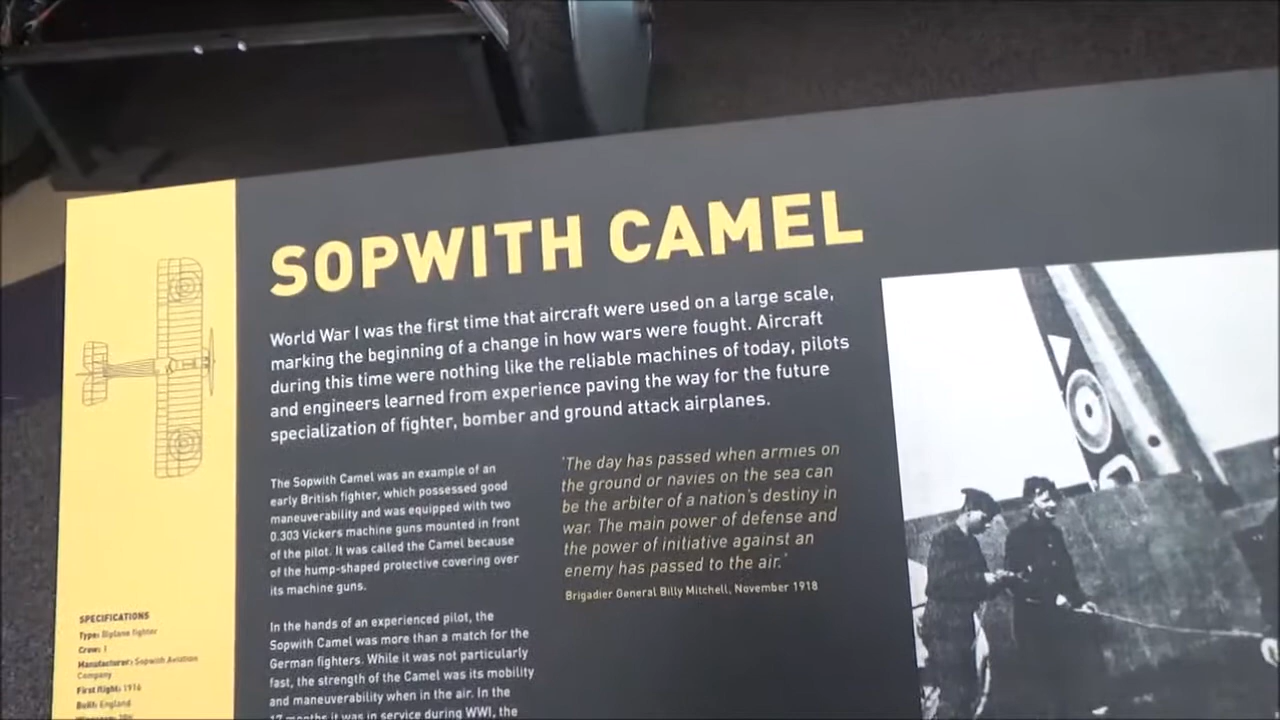 SOPWITH CAMEL
World War I was the first time that aircraft were used on a large scale,
marking the beginning of a change in how wars were fought. Aircraft
during this time were nothing like the reliable machines of today, pilots
and engineers learned from experience paving the way for the future
specialization of fighter, bomber and ground attack airplanes.
The Sopwith Camel was an example of an
early British fighter, which possessed good
maneuverability and was equipped with two
0.303 Vickers machine guns mounted in front
of the pilot. It was called the Camel because
of the hump-shaped protective covering over
its machine guns.
In the hands of an experienced pilot, the
Sopwith Camel was more than a match for the
German fighters. While it was not particularly
fast, the strength of the Camel was its mobility
and maneuverability when in the air. In the
17 months it was in service during WWI, the
'The day has passed when armies on
the ground or navies on the sea can
be the arbiter of a nation's destiny in
war. The main power of defense and
the power of initiative against an
enemy has passed to the air.'
Brigadier General Billy Mitchell, November 1918
SPECIFICATIONS
Type: Biplane fighter
Crew: 1
Manufacturer: Sopwith Aviation
Company
First flight: 1916
Built: England